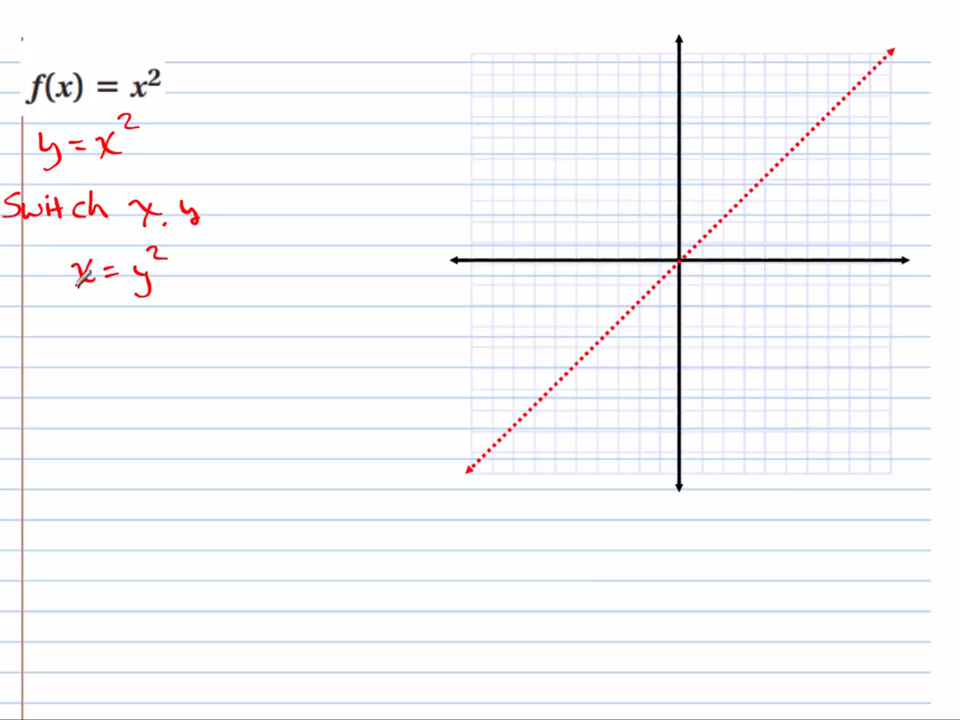 f(x) = x²
y = x²
Switch x, y
x = y²